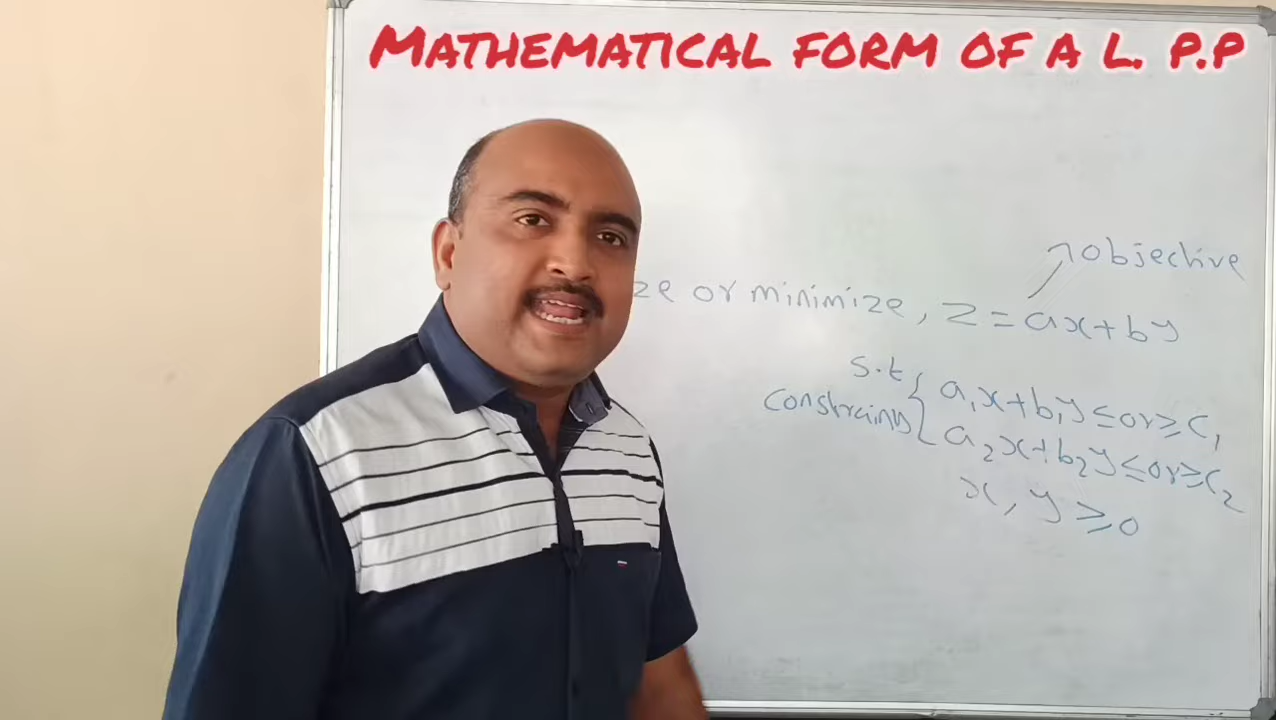 MATHEMATICAL FORM OF A L. P.P
objective
ze or minimize, Z = ax + by
s.t
a₁x + b₁y ≤ or ≥ c₁
constraints
a₂x + b₂y ≤ or ≥ c₂
x, y ≥ 0